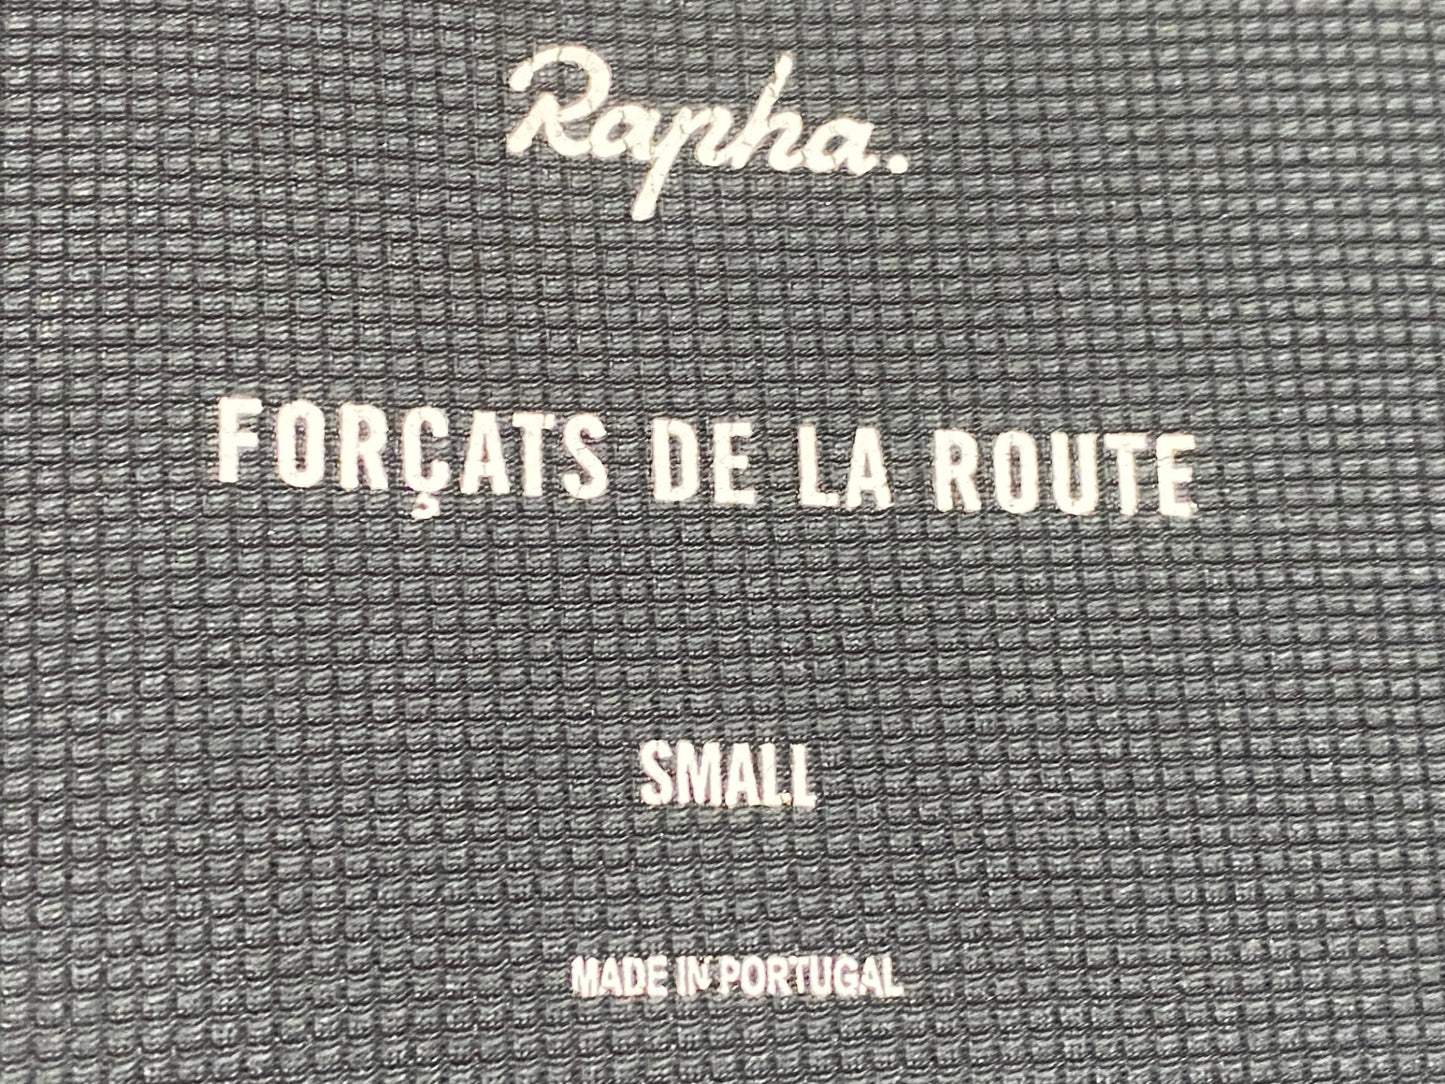 Rapha.
FORÇATS DE LA ROUTE
SMALL
MADE IN PORTUGAL